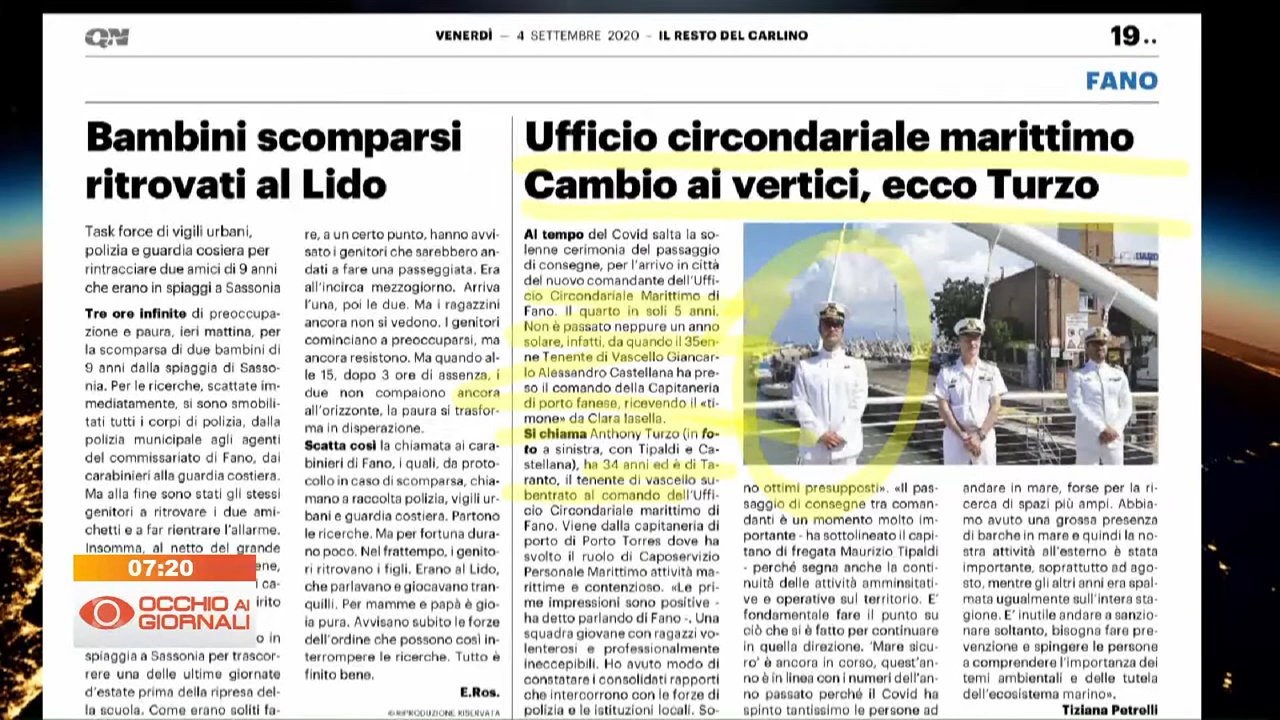 QN
VENERDÌ — 4 SETTEMBRE 2020 – IL RESTO DEL CARLINO
19..
FANO
Bambini scomparsi
ritrovati al Lido
Task force di vigili urbani,
polizia e guardia cosiera per
rintracciare due amici di 9 anni
che erano in spiaggi a Sassonia
Tre ore infinite di preoccupa-
zione e paura, ieri mattina, per
la scomparsa di due bambini di
9 anni dalla spiaggia di Sasso-
nia. Per le ricerche, scattate im-
mediatamente, si sono smobili-
tati tutti i corpi di polizia, dalla
polizia municipale agli agenti
del commissariato di Fano, dai
carabinieri alla guardia costiera.
Ma alla fine sono stati gli stessi
genitori a ritrovare i due ami-
chetti e a far rientrare l'allarme.
Insomma, al netto del grande
ene,
ca-
irito
o in
spiaggia a Sassonia per trascor-
rere una delle ultime giornate
d'estate prima della ripresa del-
la scuola. Come erano soliti fa-
re, a un certo punto, hanno avvi-
sato i genitori che sarebbero an-
dati a fare una passeggiata. Era
all'incirca mezzogiorno. Arriva
l'una, poi le due. Ma i ragazzini
ancora non si vedono. I genitori
cominciano a preoccuparsi, ma
ancora resistono. Ma quando al-
le 15, dopo 3 ore di assenza, i
due non compaiono ancora
all'orizzonte, la paura si trasfor-
ma in disperazione.
Scatta così la chiamata ai cara-
binieri di Fano, i quali, da proto-
collo in caso di scomparsa, chia-
mano a raccolta polizia, vigili ur-
bani e guardia costiera. Partono
le ricerche. Ma per fortuna dura-
no poco. Nel frattempo, i genito-
ri ritrovano i figli. Erano al Lido,
che parlavano e giocavano tran-
quilli. Per mamme e papà è gio-
ia pura. Avvisano subito le forze
dell'ordine che possono così in-
terrompere le ricerche. Tutto è
finito bene.
E.Ros.
© RIPRODUZIONE RISERVATA
Ufficio circondariale marittimo
Cambio ai vertici, ecco Turzo
Al tempo del Covid salta la so-
lenne cerimonia del passaggio
di consegne, per l'arrivo in città
del nuovo comandante dell'Uffi-
cio Circondariale Marittimo di
Fano. Il quarto in soli 5 anni.
Non è passato neppure un anno
solare, infatti, da quando il 35en-
ne Tenente di Vascello Giancar-
lo Alessandro Castellana ha pre-
so il comando della Capitaneria
di porto fanese, ricevendo il «ti-
mone» da Clara Iasella.
Si chiama Anthony Turzo (in fo-
to a sinistra, con Tipaldi e Ca-
stellana), ha 34 anni ed è di Ta-
ranto, il tenente di vascello su-
bentrato al comando dell'Uffi-
cio Circondariale marittimo di
Fano. Viene dalla capitaneria di
porto di Porto Torres dove ha
svolto il ruolo di Caposervizio
Personale Marittimo attività ma-
rittime e contenzioso. «Le pri-
me impressioni sono positive -
ha detto parlando di Fano -. Una
squadra giovane con ragazzi vo-
lenterosi e professionalmente
ineccepibili. Ho avuto modo di
constatare i consolidati rapporti
che intercorrono con le forze di
polizia e le istituzioni locali. So-
no ottimi presupposti». «Il pas-
saggio di consegne tra coman-
danti è un momento molto im-
portante - ha sottolineato il capi-
tano di fregata Maurizio Tipaldi
- perché segna anche la conti-
nuità delle attività amminsitati-
ve e operative sul territorio. E'
fondamentale fare il punto su
ciò che si è fatto per continuare
in quella direzione. 'Mare sicu-
ro' è ancora in corso, quest'an-
no è in linea con i numeri dell'an-
no passato perché il Covid ha
spinto tantissimo le persone ad
andare in mare, forse per la ri-
cerca di spazi più ampi. Abbia-
mo avuto una grossa presenza
di barche in mare e quindi la no-
stra attività all'esterno è stata
importante, soprattuto ad ago-
sto, mentre gli altri anni era spal-
mata ugualmente sull'intera sta-
gione. E' inutile andare a sanzio-
nare soltanto, bisogna fare pre-
venzione e spingere le persone
a comprendere l'importanza dei
temi ambientali e delle tutela
dell'ecosistema marino».
Tiziana Petrelli
07:20
OCCHIO AI
GIORNALI